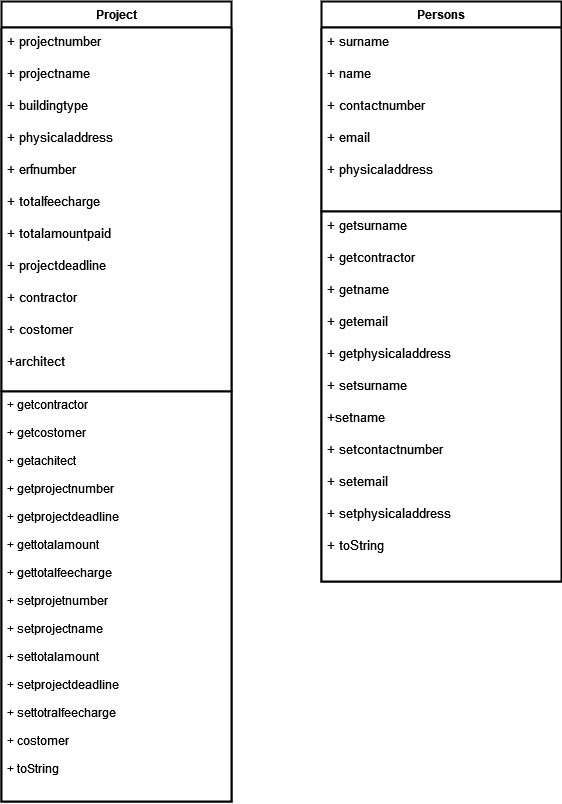 Project
+ projectnumber
+ projectname
+ buildingtype
+ physicaladdress
+ erfnumber
+ totalfeecharge
+ totalamountpaid
+ projectdeadline
+ contractor
+ costomer
+architect
+ getcontractor
+ getcostomer
+ getachitect
+ getprojectnumber
+ getprojectdeadline
+ gettotalamount
+ gettotalfeecharge
+ setprojetnumber
+ setprojectname
+ settotalamount
+ setprojectdeadline
+ settotralfeecharge
+ costomer
+ toString
Persons
+ surname
+ name
+ contactnumber
+ email
+ physicaladdress
+ getsurname
+ getcontractor
+ getname
+ getemail
+ getphysicaladdress
+ setsurname
+setname
+ setcontactnumber
+ setemail
+ setphysicaladdress
+ toString